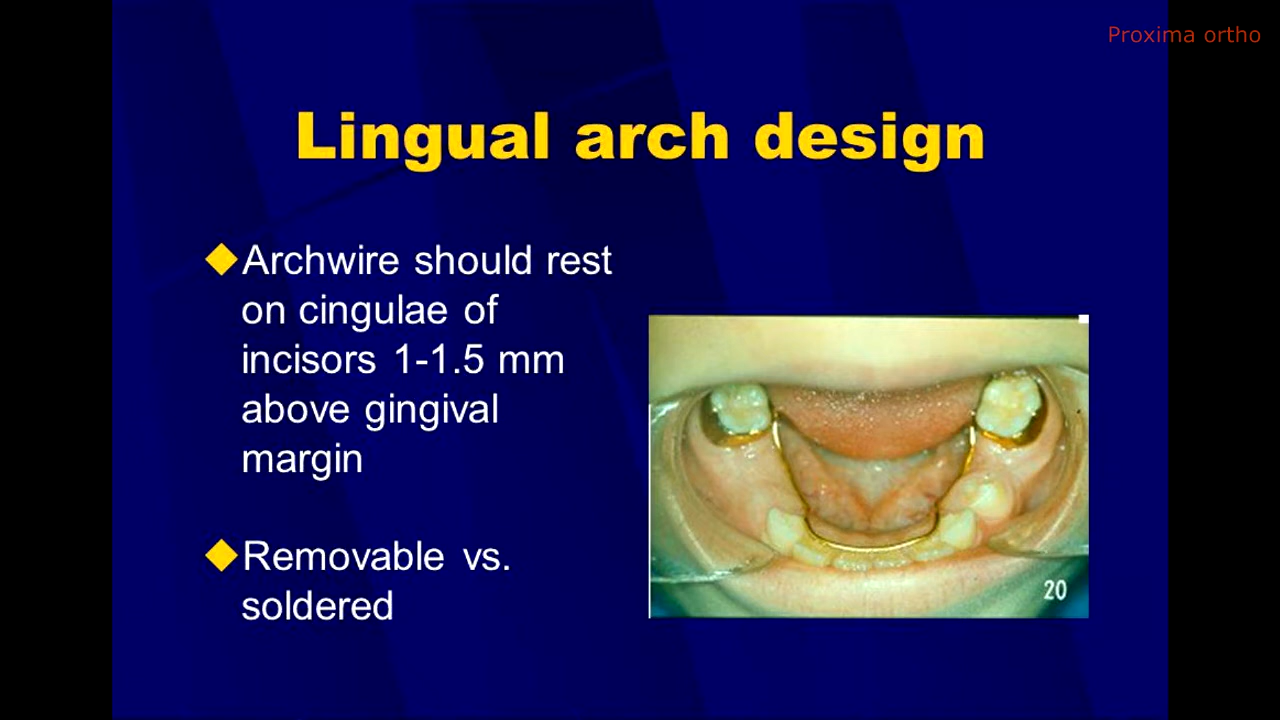 Proxima ortho
Lingual arch design
Archwire should rest
on cingulae of
incisors 1-1.5 mm
above gingival
margin
Removable vs.
soldered
20